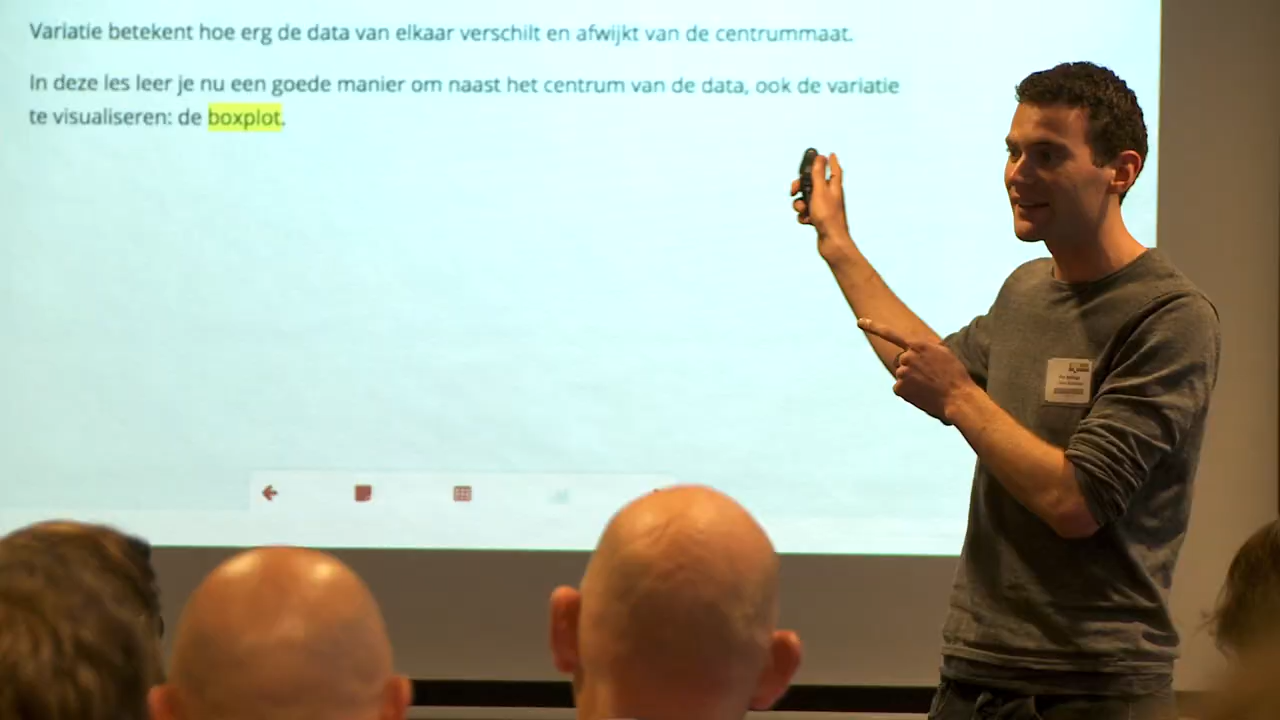 Variatie betekent hoe erg de data van elkaar verschilt en afwijkt van de centrummaat.
In deze les leer je nu een goede manier om naast het centrum van de data, ook de variatie
te visualiseren: de boxplot.